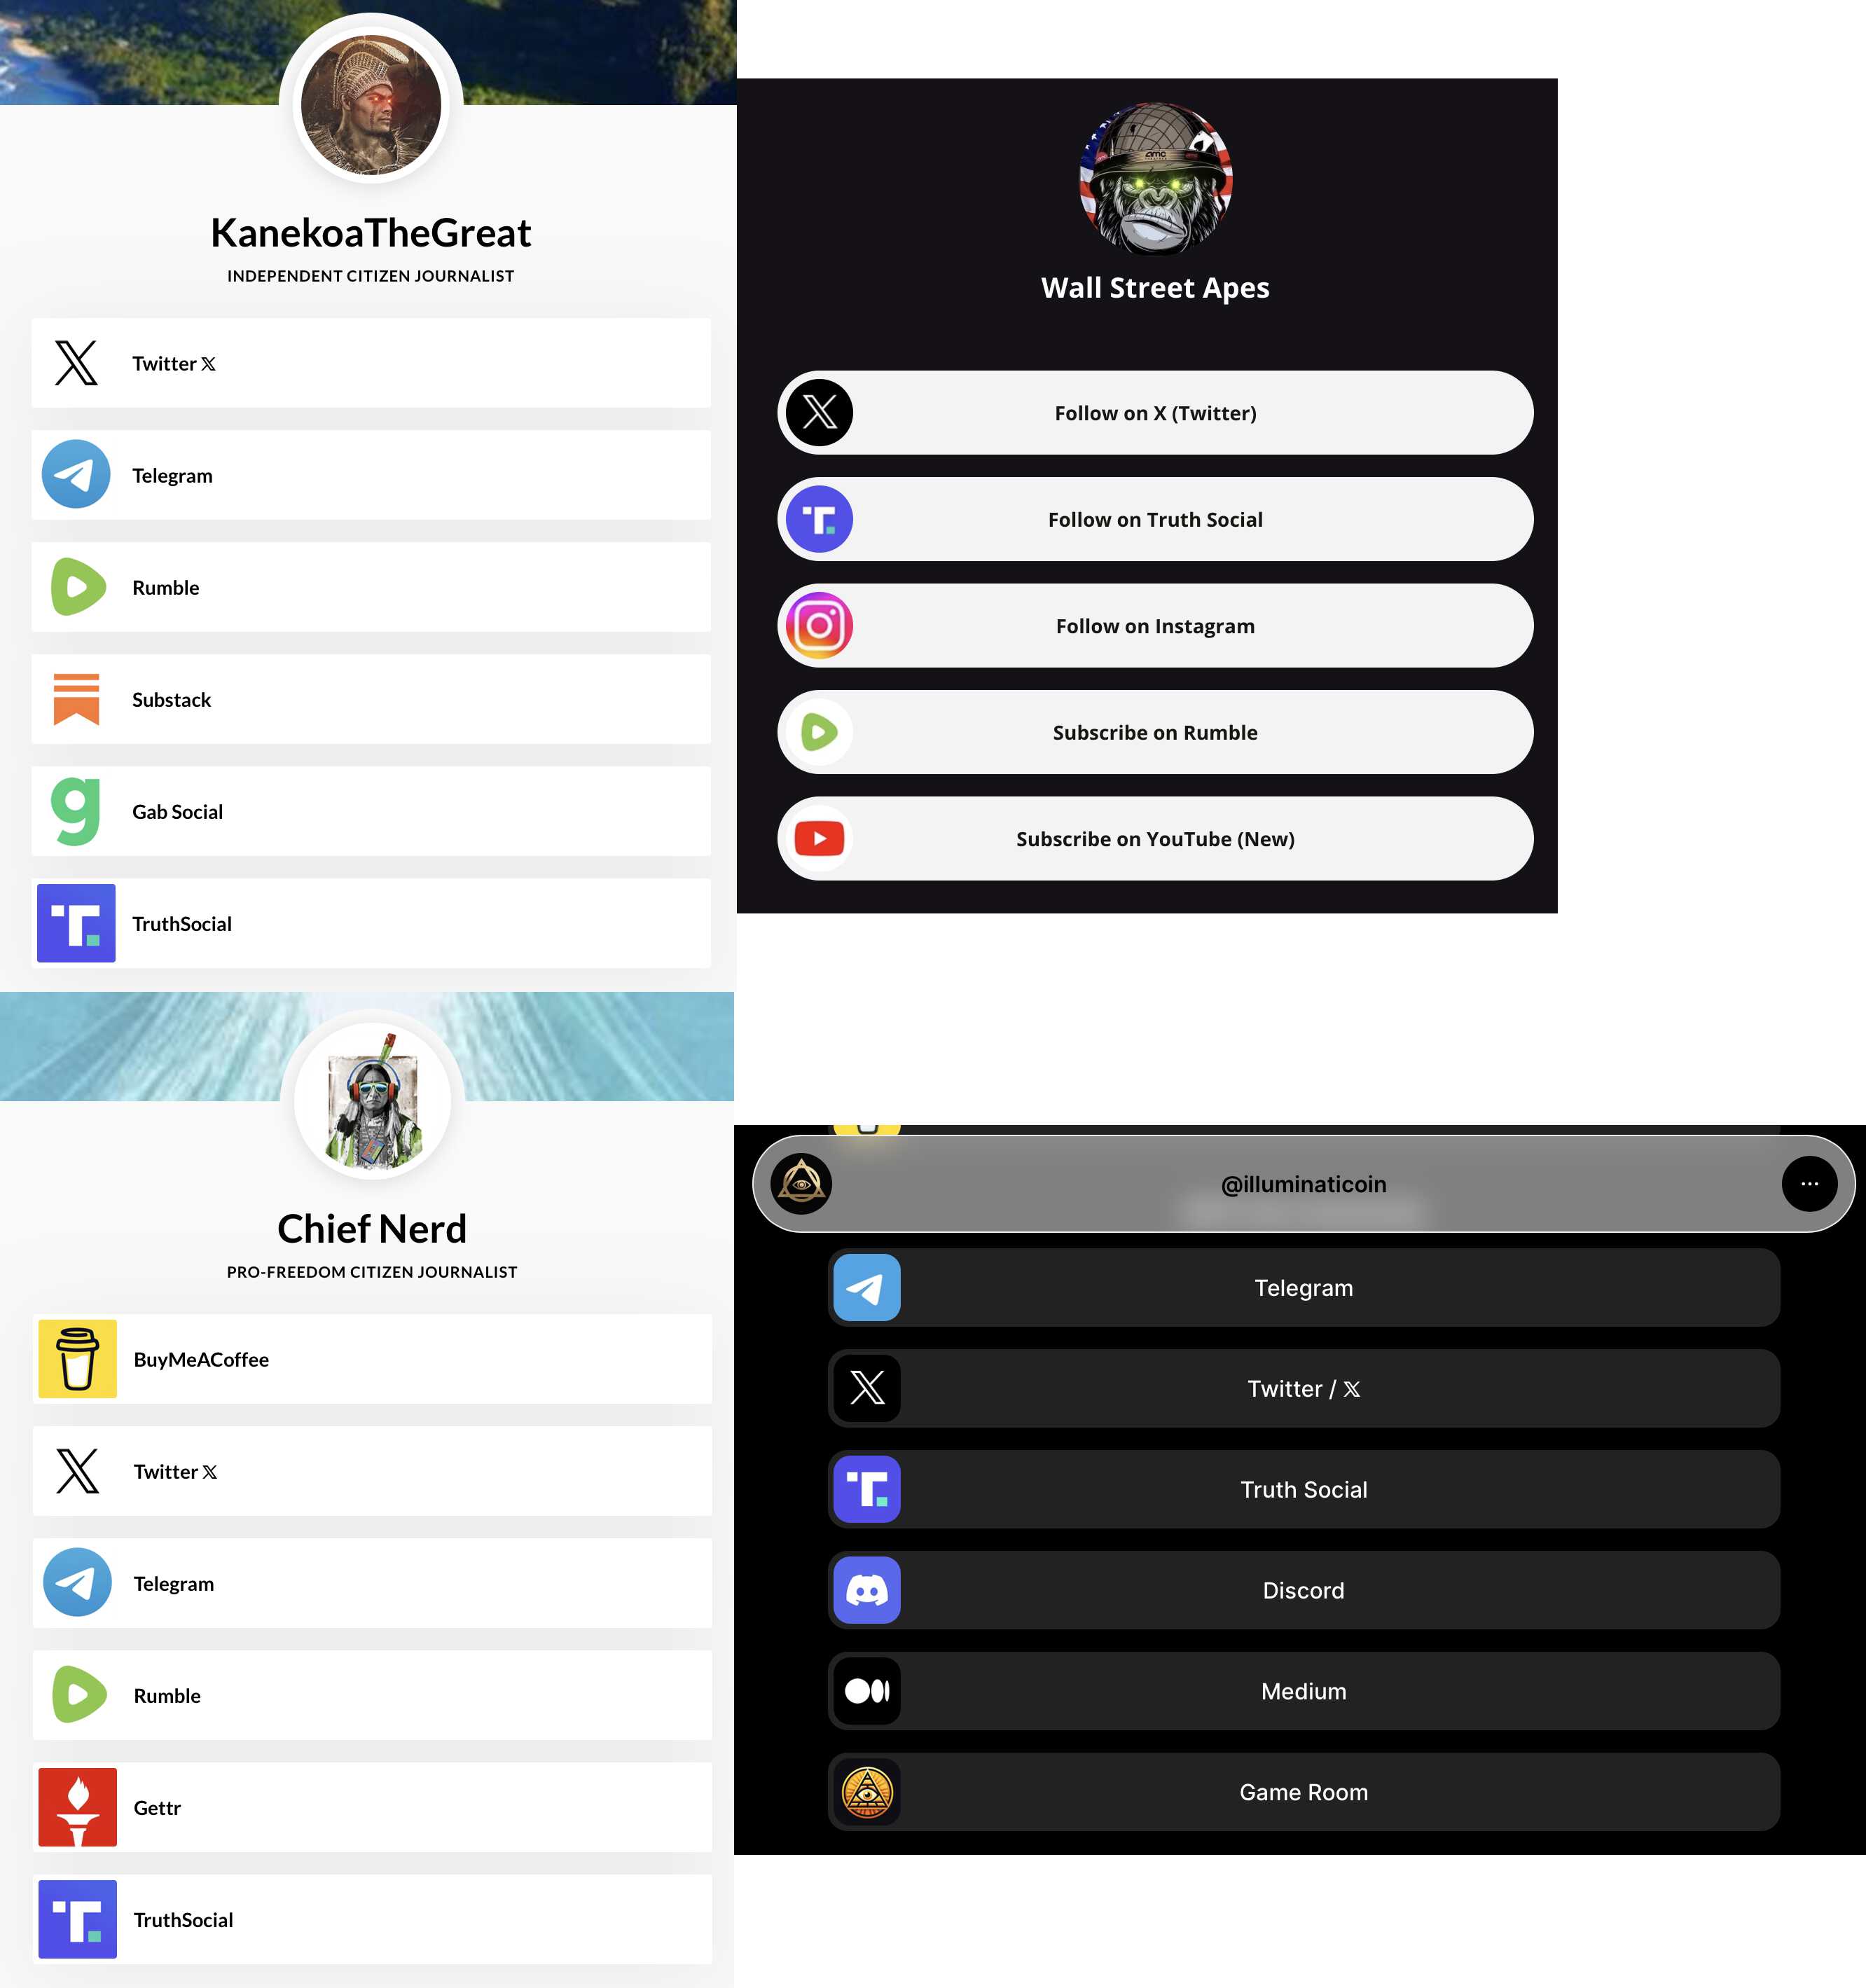 KanekoaTheGreat
INDEPENDENT CITIZEN JOURNALIST
Twitter 𝕏
Telegram
Rumble
Substack
Gab Social
TruthSocial
amc
Wall Street Apes
Follow on X (Twitter)
Follow on Truth Social
Follow on Instagram
Subscribe on Rumble
Subscribe on YouTube (New)
Chief Nerd
PRO-FREEDOM CITIZEN JOURNALIST
BuyMeACoffee
Twitter 𝕏
Telegram
Rumble
Gettr
TruthSocial
@illuminaticoin
Telegram
Twitter / 𝕏
Truth Social
Discord
Medium
Game Room